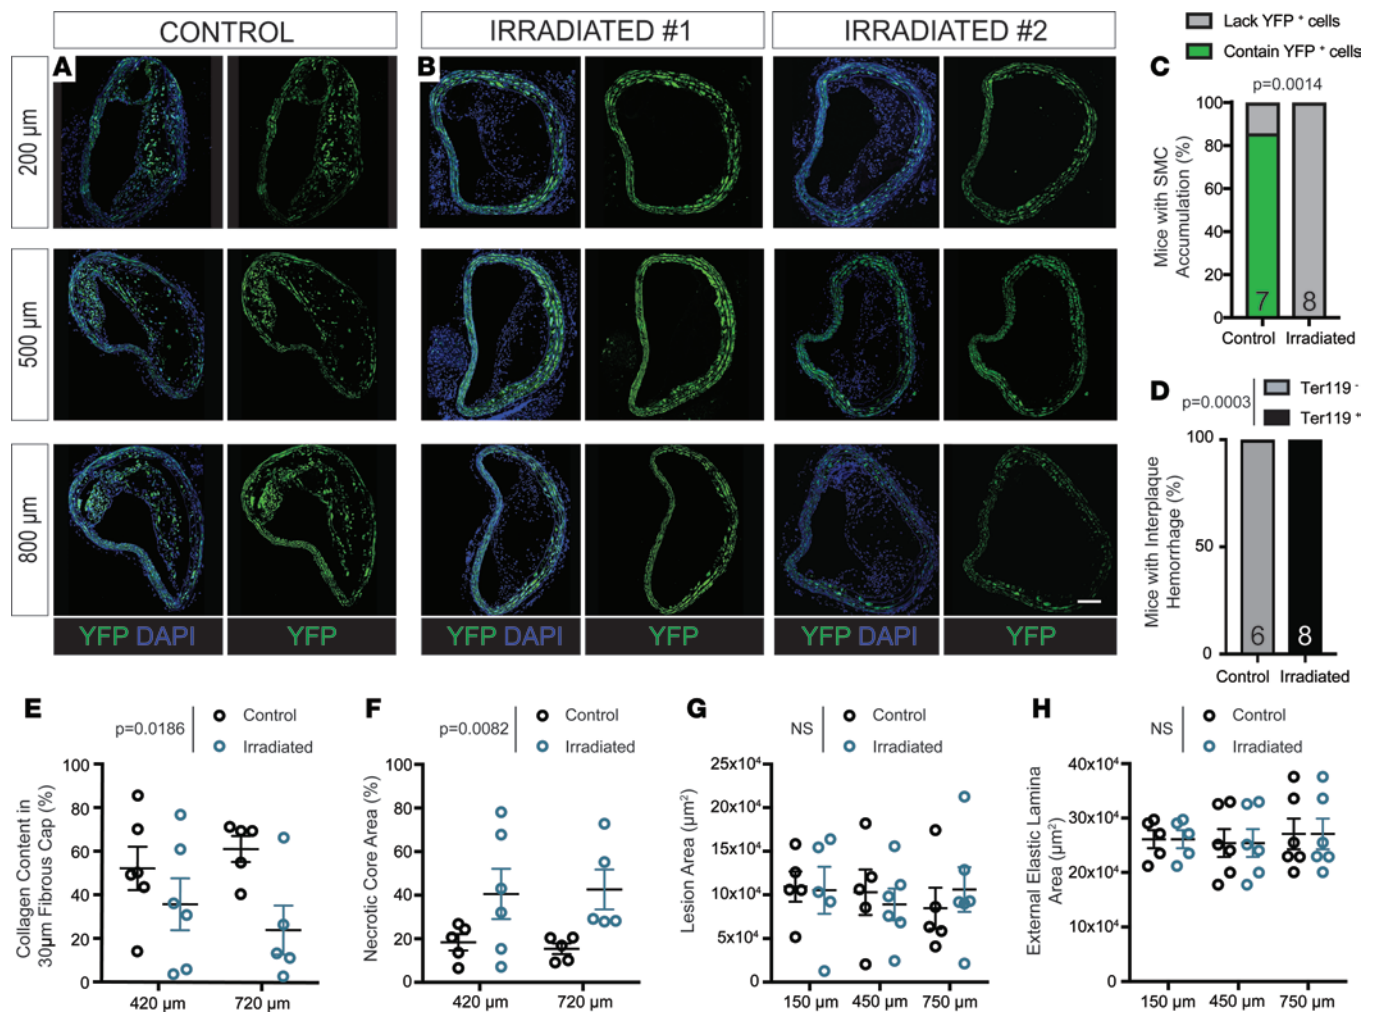 CONTROL
IRRADIATED #1
IRRADIATED #2
A
B
200 µm
500 µm
800 µm
YFP DAPI
YFP
YFP DAPI
YFP
YFP DAPI
YFP
Lack YFP + cells
Contain YFP + cells
C
p=0.0014
Mice with SMC
Accumulation (%)
100
80
60
40
20
0
7
8
Control
Irradiated
D
p=0.0003
Ter119 -
Ter119 +
Mice with Interplaque
Hemorrhage (%)
100
50
0
6
8
Control
Irradiated
E
p=0.0186
Control
Irradiated
Collagen Content in
30µm Fibrous Cap (%)
100
80
60
40
20
0
420 µm
720 µm
F
p=0.0082
Control
Irradiated
Necrotic Core Area (%)
100
80
60
40
20
0
420 µm
720 µm
G
NS
Control
Irradiated
Lesion Area (µm²)
25x10⁴
20x10⁴
15x10⁴
10x10⁴
5x10⁴
0
150 µm
450 µm
750 µm
H
NS
Control
Irradiated
External Elastic Lamina
Area (µm²)
40x10⁴
30x10⁴
20x10⁴
10x10⁴
0
150 µm
450 µm
750 µm